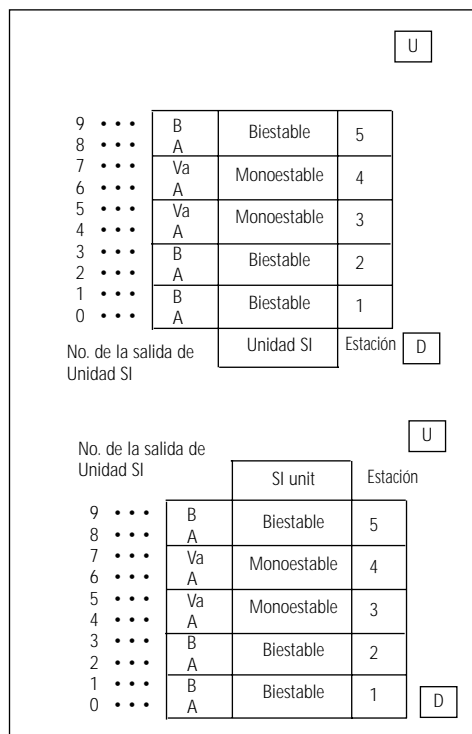 U
9 • • • B Biestable 5
8 • • • A
7 • • • Va Monoestable 4
6 • • • A
5 • • • Va Monoestable 3
4 • • • A
3 • • • B Biestable 2
2 • • • A
1 • • • B Biestable 1
0 • • • A
No. de la salida de Unidad SI Estación D
Unidad SI
U
No. de la salida de
Unidad SI SI unit Estación
9 • • • B Biestable 5
8 • • • A
7 • • • Va Monoestable 4
6 • • • A
5 • • • Va Monoestable 3
4 • • • A
3 • • • B Biestable 2
2 • • • A
1 • • • B Biestable 1 D
0 • • • A